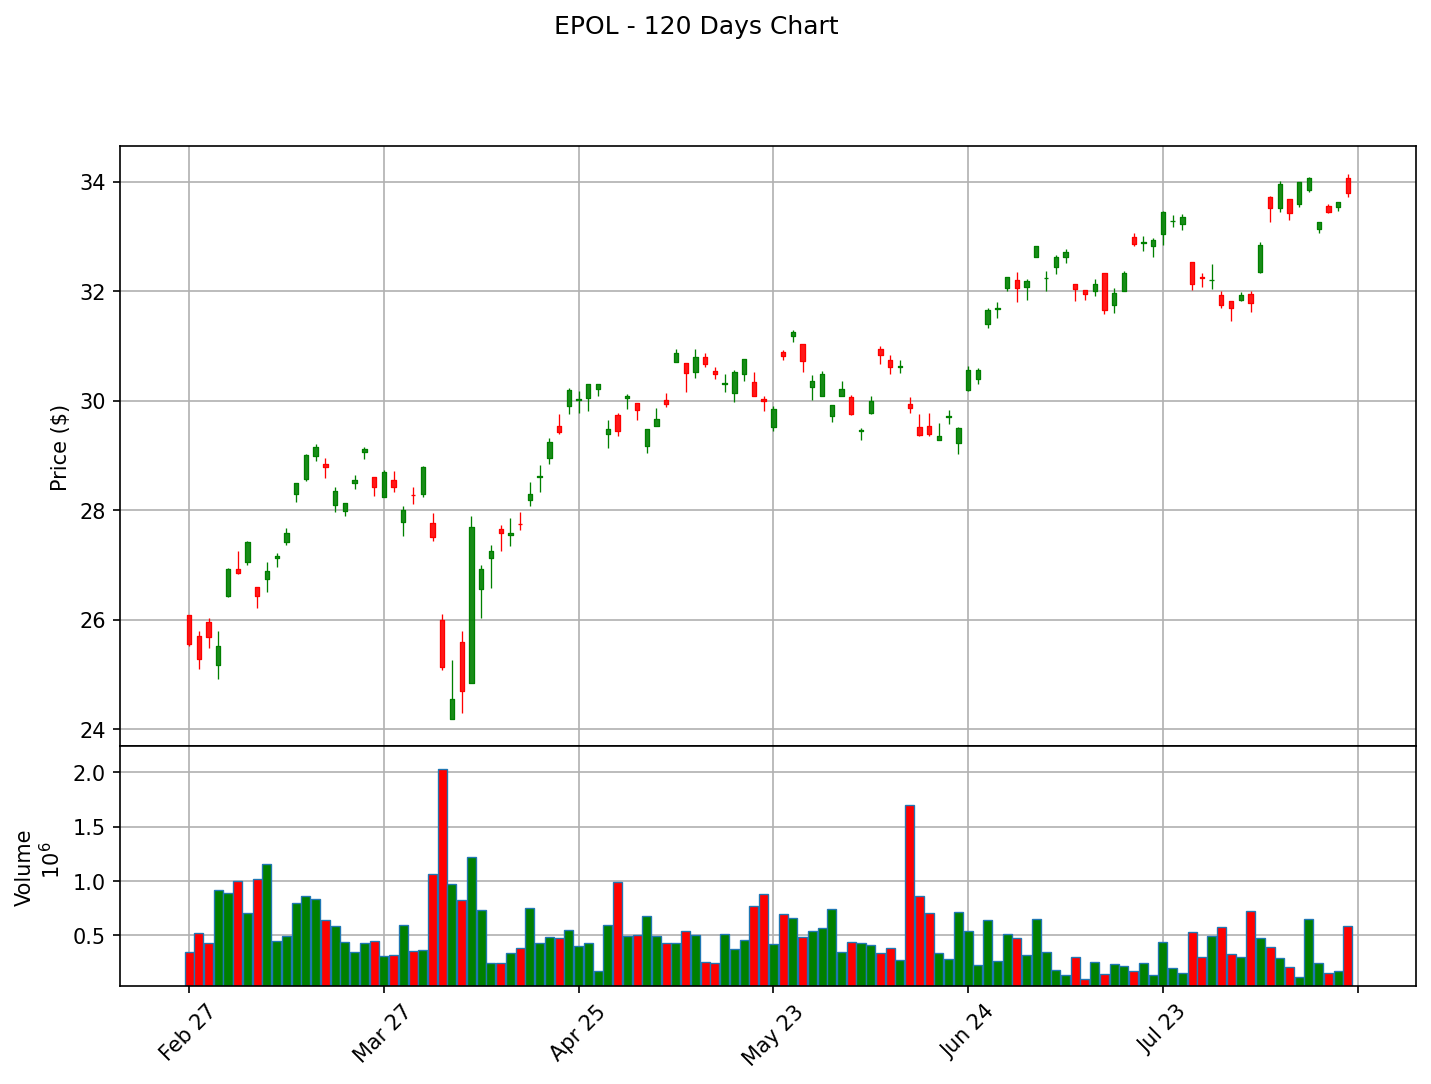 EPOL - 120 Days Chart
34
32
30
28
26
24
Price ($)
2.0
1.5
1.0
0.5
Volume
10^6
Feb 27
Mar 27
Apr 25
May 23
Jun 24
Jul 23